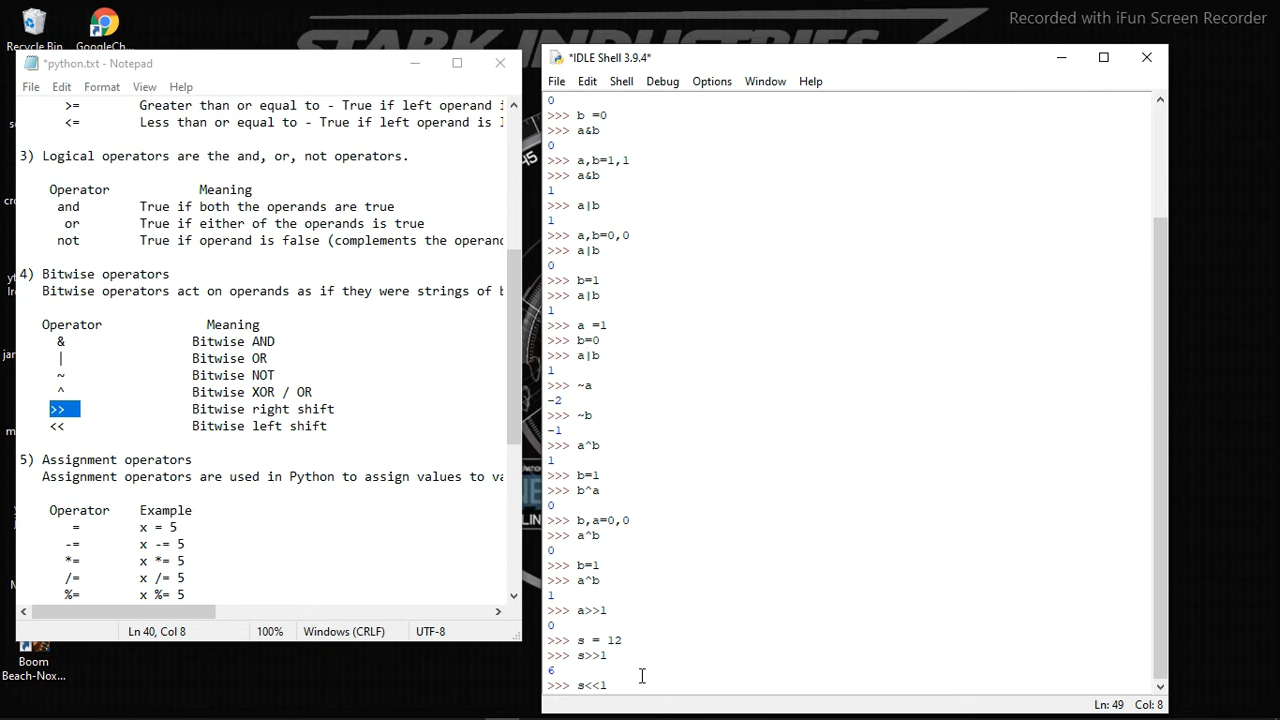 Recorded with iFun Screen Recorder
STARK INDUSTRIES
Recycle Bin
GoogleCh...
*python.txt - Notepad
File Edit Format View Help
>= Greater than or equal to - True if left operand i
<= Less than or equal to - True if left operand is l
3) Logical operators are the and, or, not operators.
Operator Meaning
and True if both the operands are true
or True if either of the operands is true
not True if operand is false (complements the operand
4) Bitwise operators
Bitwise operators act on operands as if they were strings of b
Operator Meaning
& Bitwise AND
| Bitwise OR
~ Bitwise NOT
^ Bitwise XOR / OR
>> Bitwise right shift
<< Bitwise left shift
5) Assignment operators
Assignment operators are used in Python to assign values to va
Operator Example
= x = 5
-= x -= 5
*= x *= 5
/= x /= 5
%= x %= 5
Ln 40, Col 8 100% Windows (CRLF) UTF-8
Boom
Beach-Nox...
*IDLE Shell 3.9.4*
File Edit Shell Debug Options Window Help
0
>>> b =0
>>> a&b
0
>>> a,b=1,1
>>> a&b
1
>>> a|b
1
>>> a,b=0,0
>>> a|b
0
>>> b=1
>>> a|b
1
>>> a =1
>>> b=0
>>> a|b
1
>>> ~a
-2
>>> ~b
-1
>>> a^b
1
>>> b=1
>>> b^a
0
>>> b,a=0,0
>>> a^b
0
>>> b=1
>>> a^b
1
>>> a>>1
0
>>> s = 12
>>> s>>1
6
>>> s<<1
Ln: 49 Col: 8